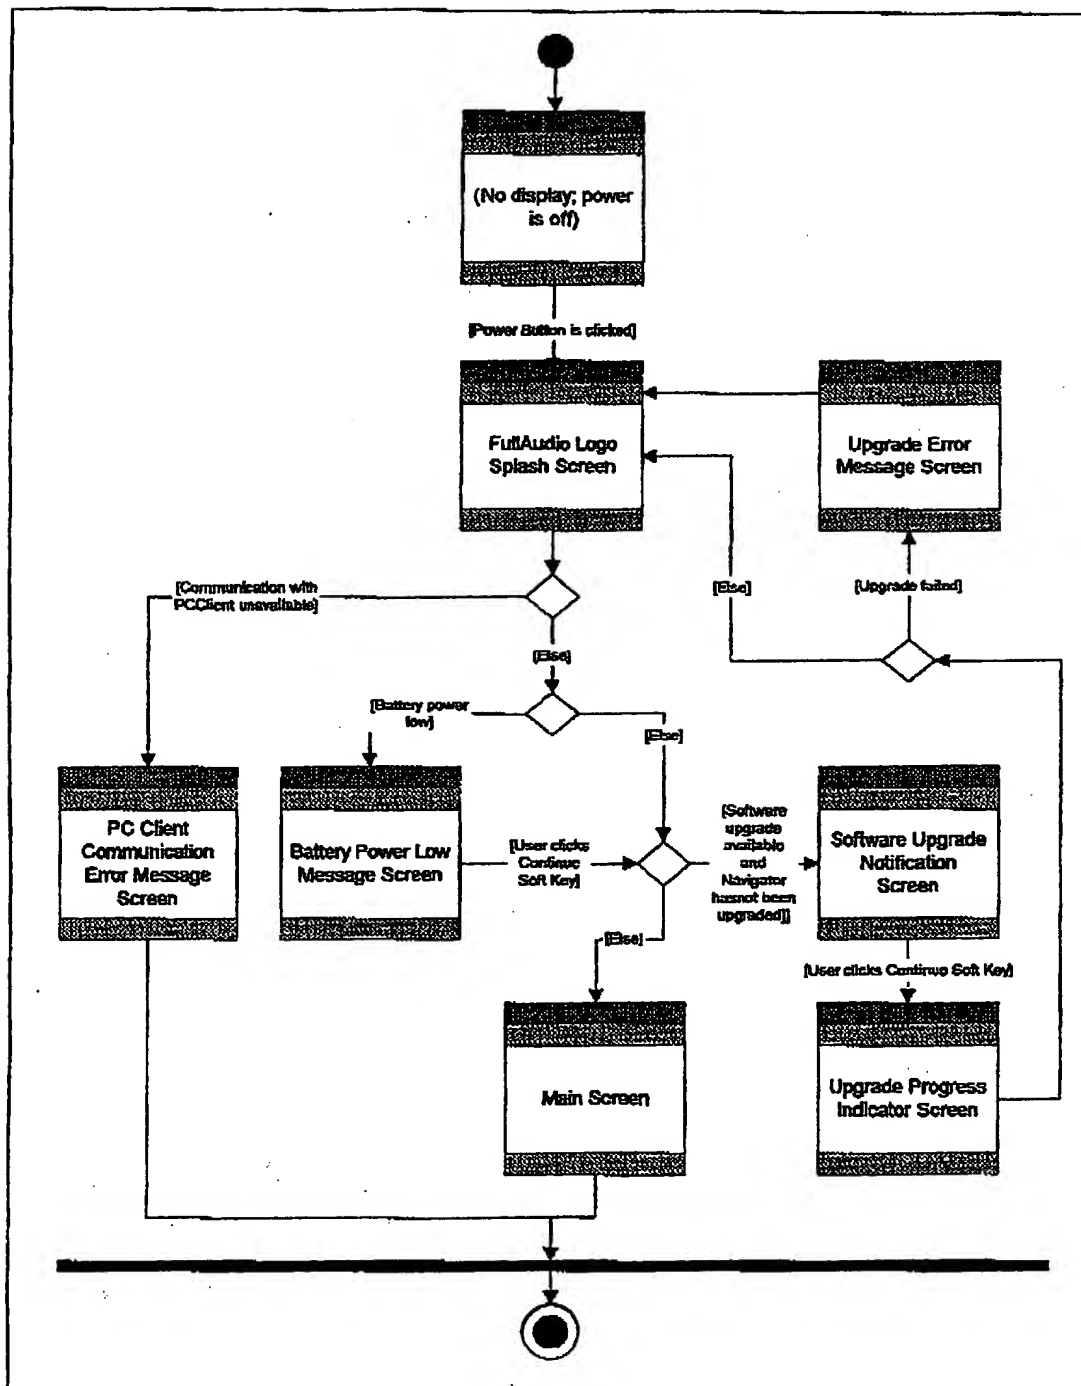 (No display; power
is off)
[Power Button is clicked]
FullAudio Logo
Splash Screen
Upgrade Error
Message Screen
[Communication with
PCClient unavailable]
[Else]
[Upgrade failed]
[Else]
[Battery power
low]
[Else]
PC Client
Communication
Error Message
Screen
Battery Power Low
Message Screen
[User clicks
Continue
Soft Key]
[Software
upgrade
available
and
Navigator
hasnot been
upgraded]]
Software Upgrade
Notification
Screen
[Else]
[User clicks Continue Soft Key]
Main Screen
Upgrade Progress
Indicator Screen